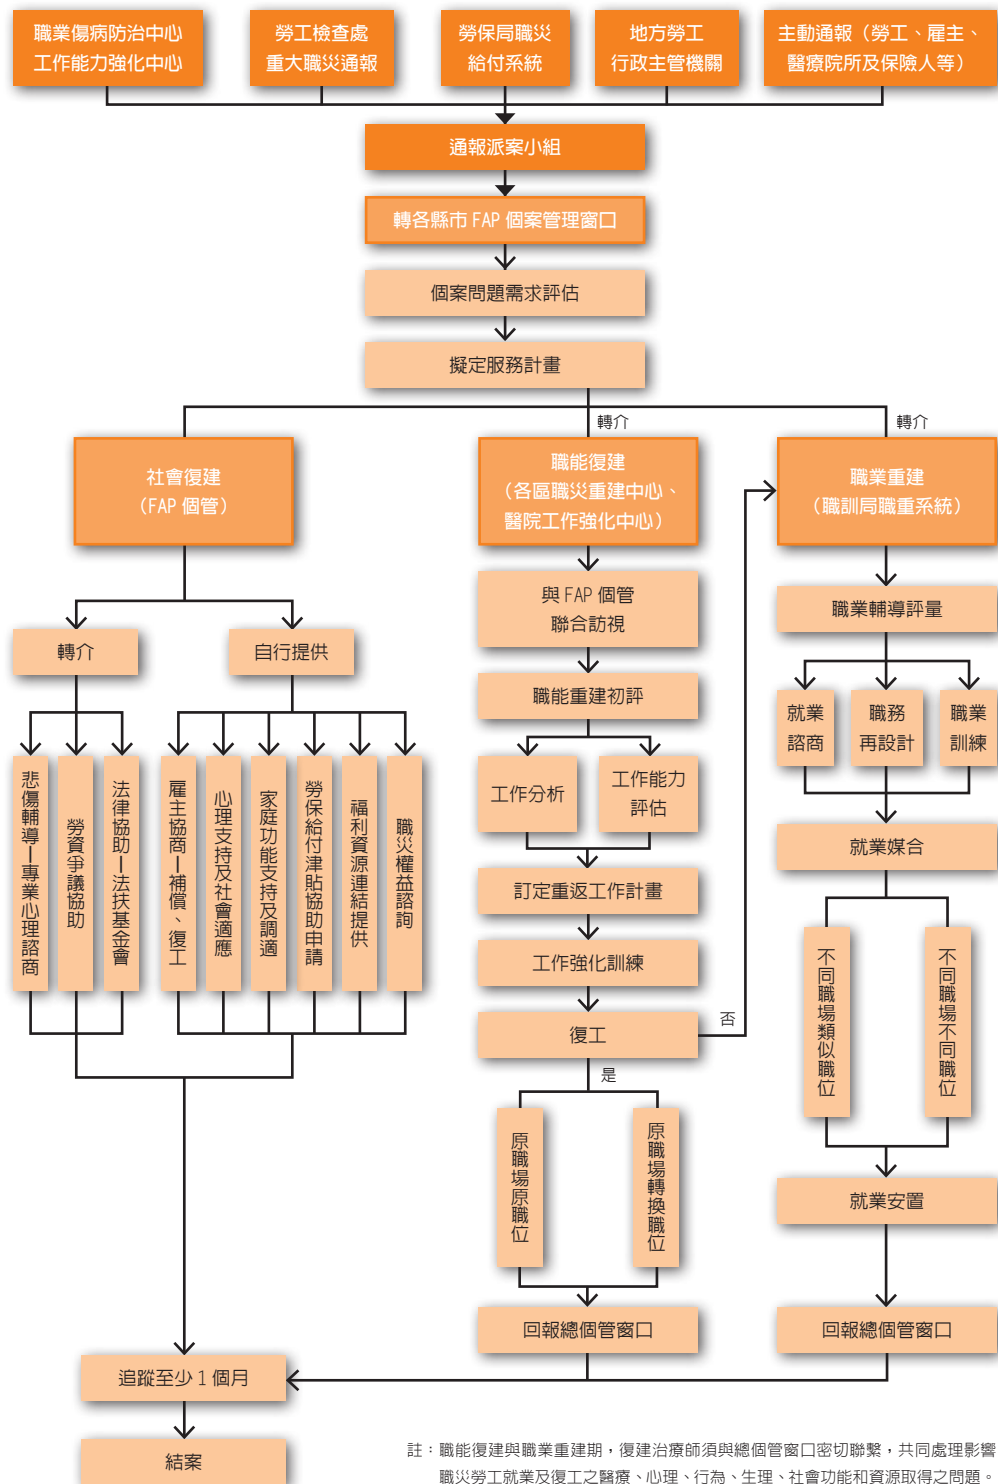 職業傷病防治中心
工作能力強化中心
勞工檢查處
重大職災通報
勞保局職災
給付系統
地方勞工
行政主管機關
主動通報（勞工、雇主、
醫療院所及保險人等）
通報派案小組
轉各縣市 FAP 個案管理窗口
個案問題需求評估
擬定服務計畫
轉介
轉介
社會復建
（FAP 個管）
職能復建
（各區職災重建中心、
醫院工作強化中心）
職業重建
（職訓局職重系統）
與 FAP 個管
聯合訪視
職業輔導評量
轉介
自行提供
職能重建初評
就業
諮商
職務
再設計
職業
訓練
悲傷輔導—專業心理諮商
勞資爭議協助
法律協助—法扶基金會
雇主協商—補償、復工
心理支持及社會適應
家庭功能支持及調適
勞保給付津貼協助申請
福利資源連結提供
職災權益諮詢
工作分析
工作能力
評估
就業媒合
訂定重返工作計畫
工作強化訓練
復工
否
是
不同職場類似職位
不同職場不同職位
原職場原職位
原職場轉換職位
就業安置
回報總個管窗口
回報總個管窗口
追蹤至少 1 個月
結案
註：職能復建與職業重建期，復建治療師須與總個管窗口密切聯繫，共同處理影響
職災勞工就業及復工之醫療、心理、行為、生理、社會功能和資源取得之問題。